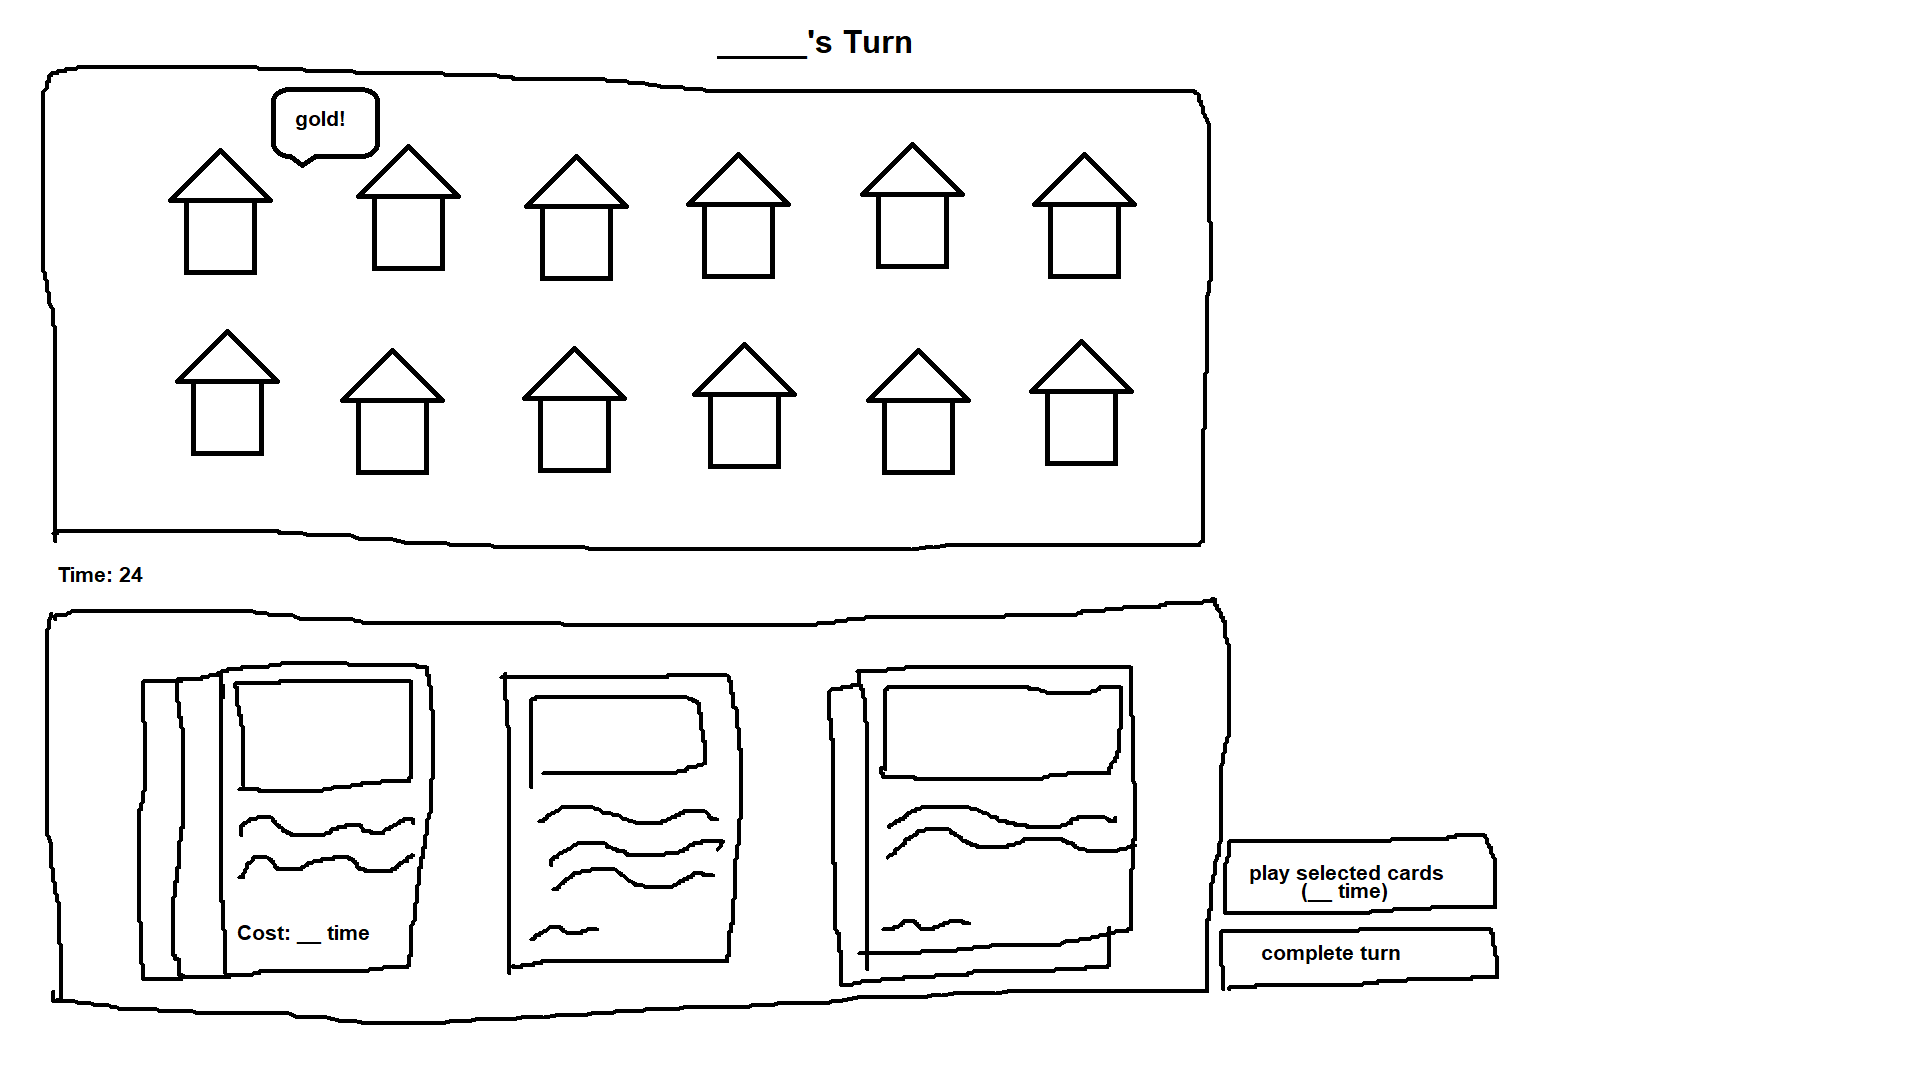 _____'s Turn
gold!
Time: 24
Cost: __ time
play selected cards
(__ time)
complete turn